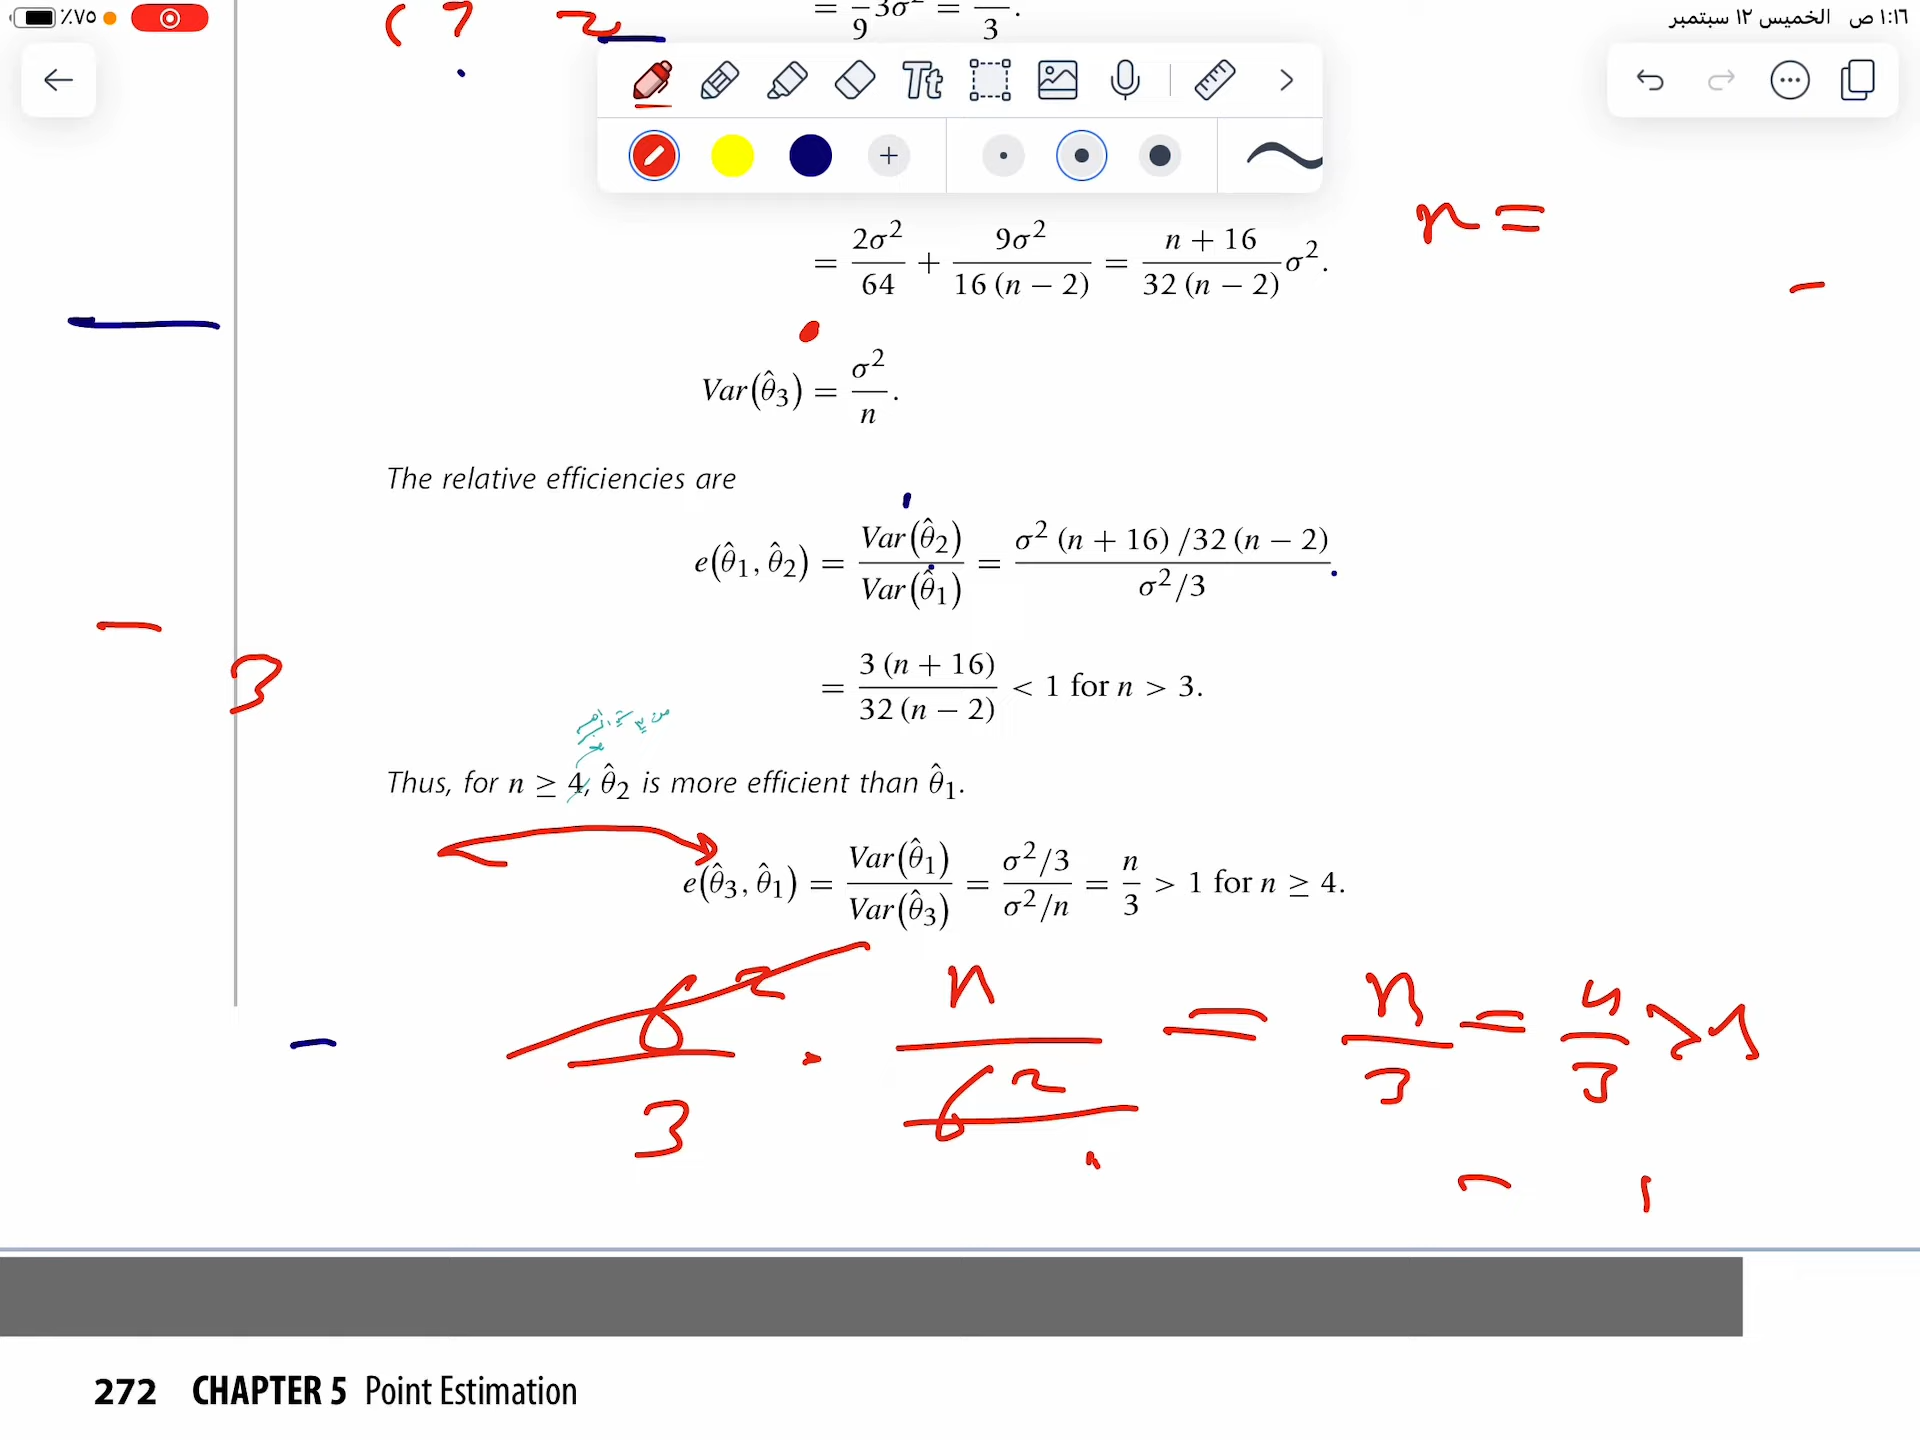 ٪٧٥
١:١٦ ص الخميس ١٢ سبتمبر
= /9 3σ² = /3 .
Tt
n =
= 2σ²/64 + 9σ²/16 (n − 2) = n + 16/32 (n − 2) σ².
Var(θ̂3) = σ²/n .
The relative efficiencies are
e(θ̂1, θ̂2) = Var(θ̂2)/Var(θ̂1) = σ² (n + 16) /32 (n − 2)/σ²/3
3
= 3 (n + 16)/32 (n − 2) < 1 for n > 3.
Thus, for n ≥ 4, θ̂2 is more efficient than θ̂1.
e(θ̂3, θ̂1) = Var(θ̂1)/Var(θ̂3) = σ²/3/σ²/n = n/3 > 1 for n ≥ 4.
σ²/3 · n/σ² = n/3 = 4/3 > 1
272 CHAPTER 5 Point Estimation